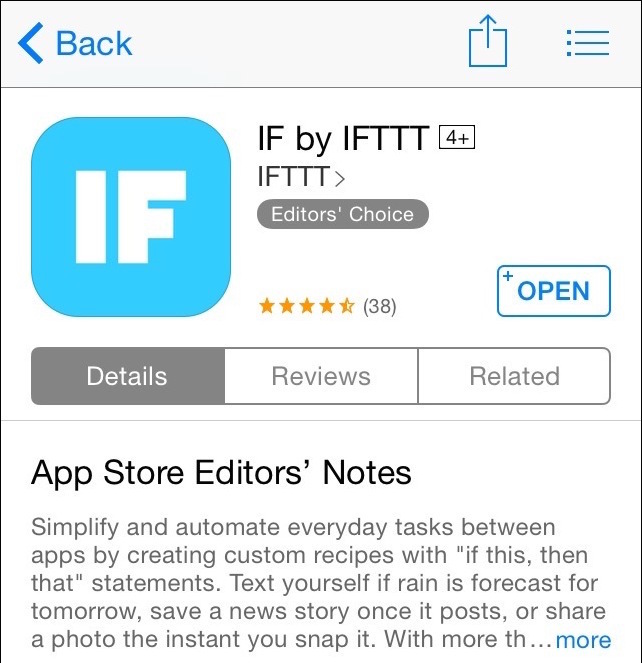 Back
IF
IF by IFTTT 4+
IFTTT >
Editors' Choice
(38)
+ OPEN
Details Reviews Related
App Store Editors’ Notes
Simplify and automate everyday tasks between
apps by creating custom recipes with "if this, then
that" statements. Text yourself if rain is forecast for
tomorrow, save a news story once it posts, or share
a photo the instant you snap it. With more th...more